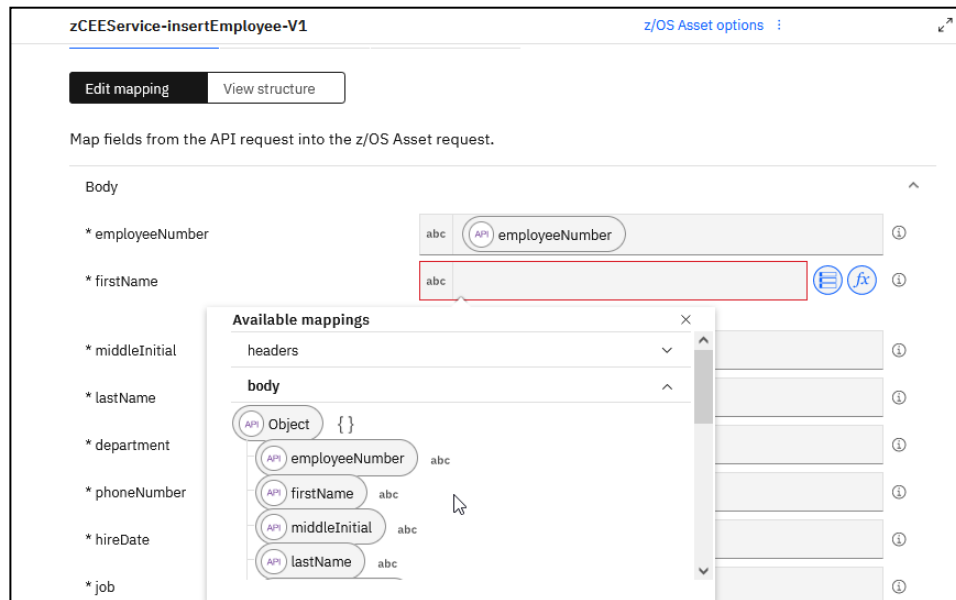 zCEEService-insertEmployee-V1 z/OS Asset options
Edit mapping View structure
Map fields from the API request into the z/OS Asset request.
Body
* employeeNumber abc API employeeNumber
* firstName abc fx
Available mappings
headers
* middleInitial
body
* lastName
API Object { }
* department
API employeeNumber abc
* phoneNumber
API firstName abc
API middleInitial abc
* hireDate
API lastName abc
* job